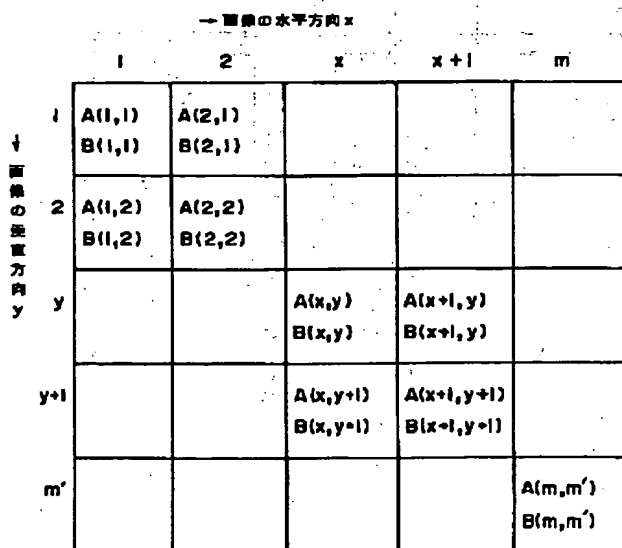 → 画像の水平方向 x
1 2 x x+1 m
↓ 画像の垂直方向 y
1 A(1,1) A(2,1)
B(1,1) B(2,1)
2 A(1,2) A(2,2)
B(1,2) B(2,2)
y A(x,y) A(x+1,y)
B(x,y) B(x+1,y)
y+1 A(x,y+1) A(x+1,y+1)
B(x,y+1) B(x+1,y+1)
m' A(m,m')
B(m,m')